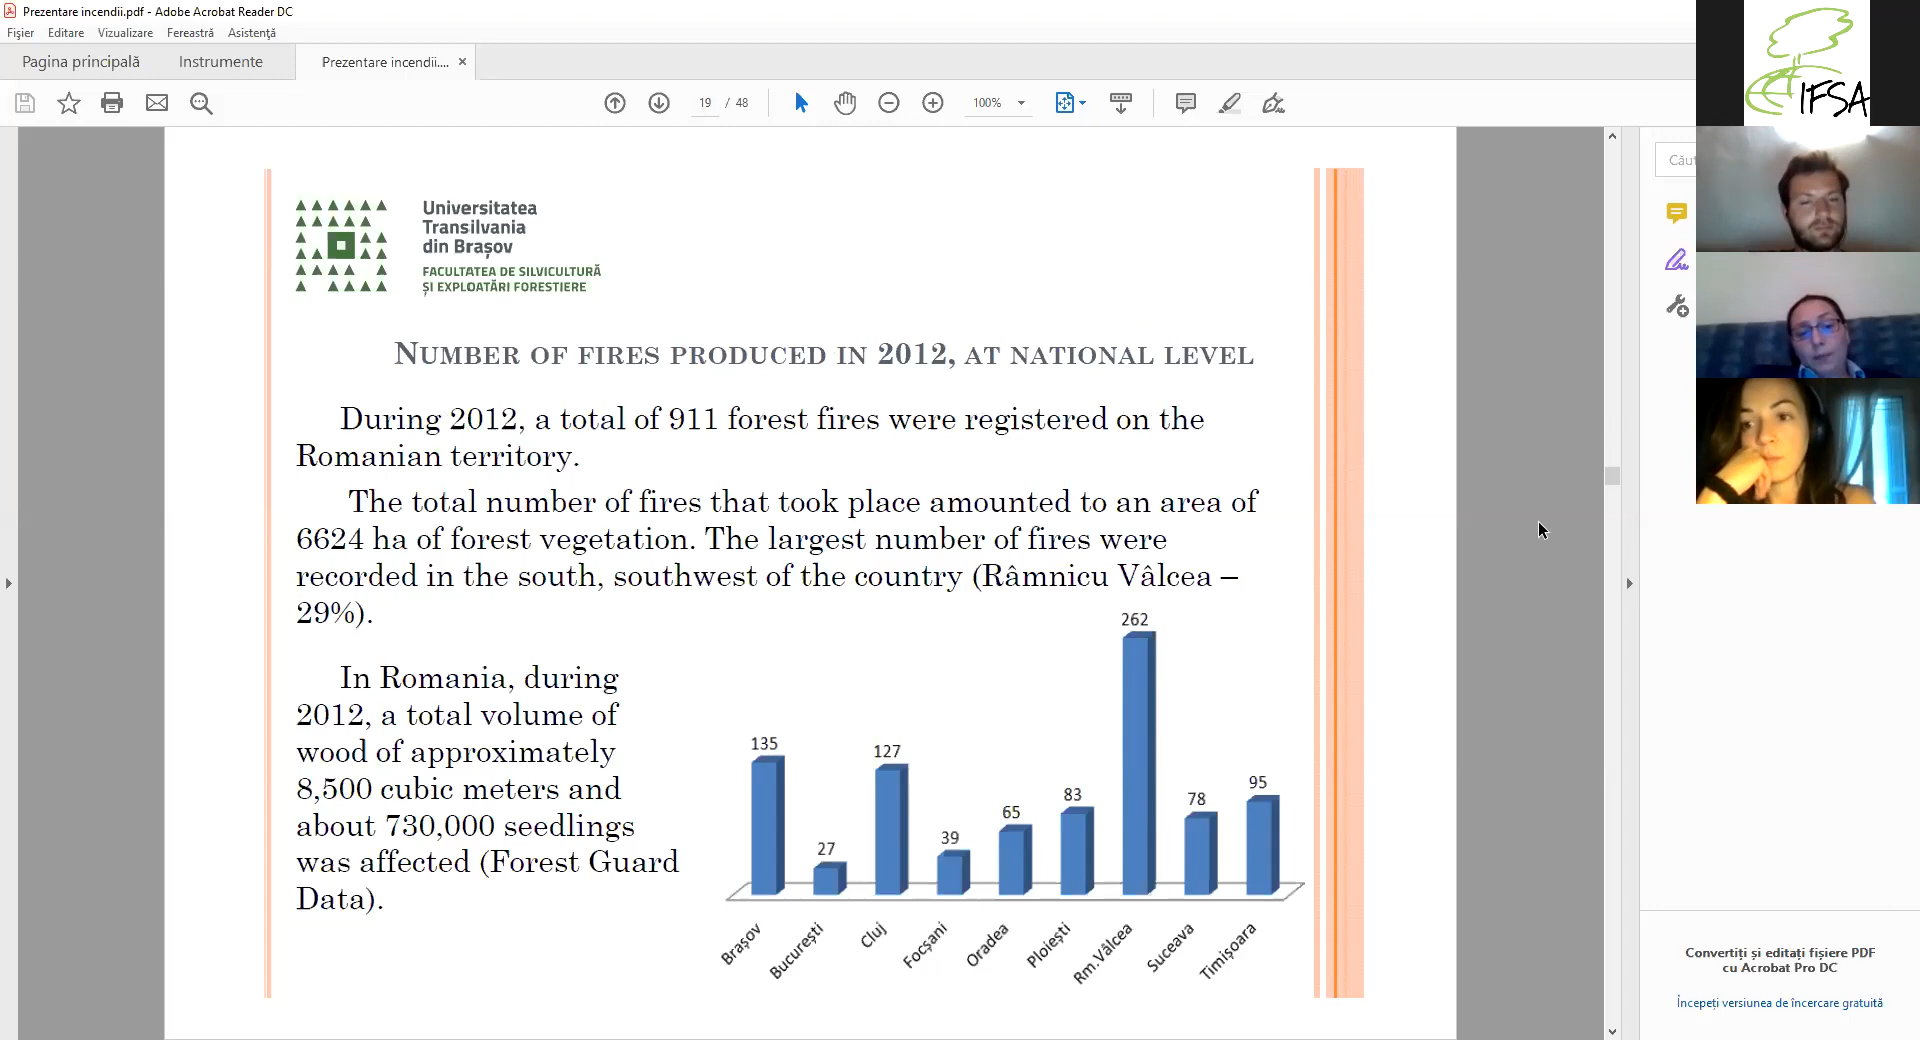 Prezentare incendii.pdf - Adobe Acrobat Reader DC
Fișier Editare Vizualizare Fereastră Asistență
Pagina principală Instrumente Prezentare incendii....
19 / 48 100%
IFSA
Universitatea
Transilvania
din Brașov
FACULTATEA DE SILVICULTURĂ
ȘI EXPLOATĂRI FORESTIERE
NUMBER OF FIRES PRODUCED IN 2012, AT NATIONAL LEVEL
During 2012, a total of 911 forest fires were registered on the
Romanian territory.
The total number of fires that took place amounted to an area of
6624 ha of forest vegetation. The largest number of fires were
recorded in the south, southwest of the country (Râmnicu Vâlcea –
29%).
In Romania, during
2012, a total volume of
wood of approximately
8,500 cubic meters and
about 730,000 seedlings
was affected (Forest Guard
Data).
135 27 127 39 65 83 262 78 95
Brașov București Cluj Focșani Oradea Ploiești Rm.Vâlcea Suceava Timișoara
Convertiți și editați fișiere PDF
cu Acrobat Pro DC
Începeți versiunea de încercare gratuită